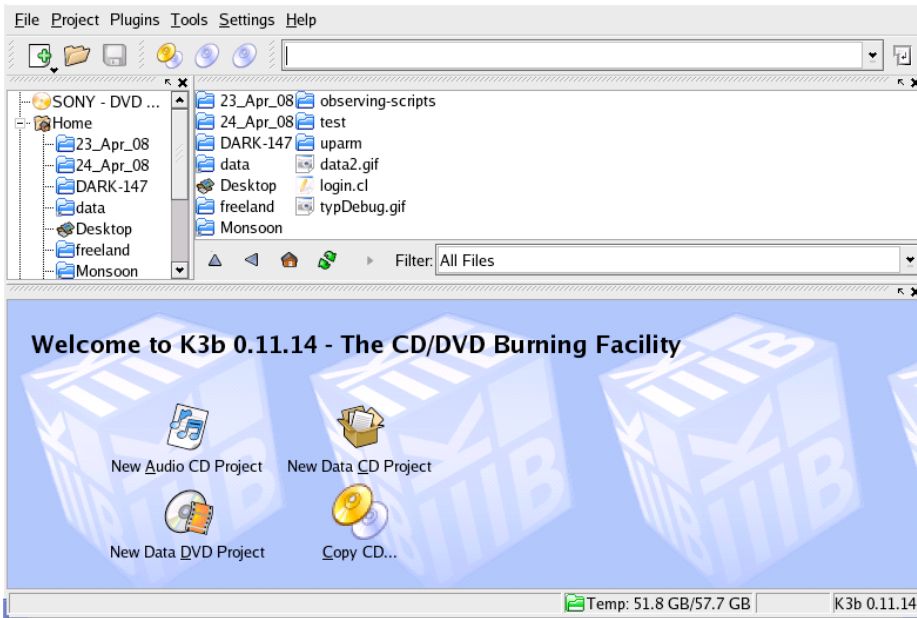 File Project Plugins Tools Settings Help
SONY - DVD ...
Home
23_Apr_08
24_Apr_08
DARK-147
data
Desktop
freeland
Monsoon
23_Apr_08 observing-scripts
24_Apr_08 test
DARK-147 uparm
data data2.gif
Desktop login.cl
freeland typDebug.gif
Monsoon
Filter: All Files
Welcome to K3b 0.11.14 - The CD/DVD Burning Facility
New Audio CD Project New Data CD Project
New Data DVD Project Copy CD...
Temp: 51.8 GB/57.7 GB K3b 0.11.14